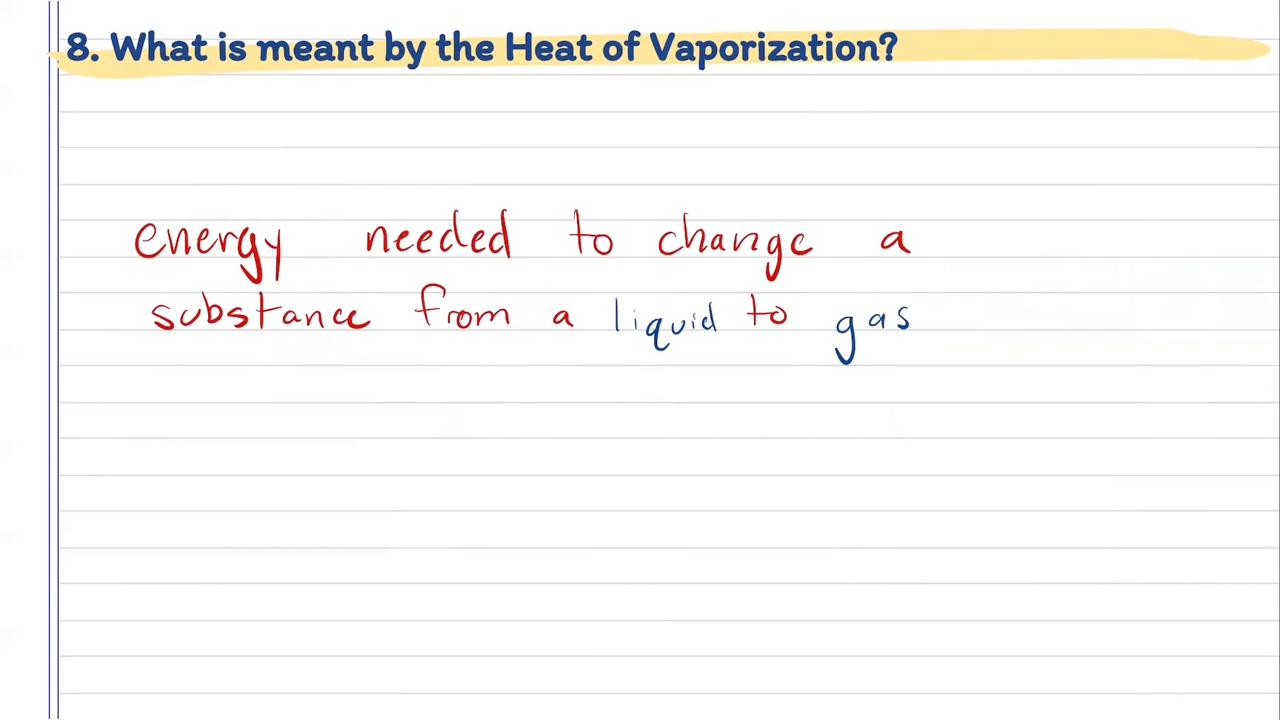 8. What is meant by the Heat of Vaporization?
energy needed to change a
substance from a liquid to gas